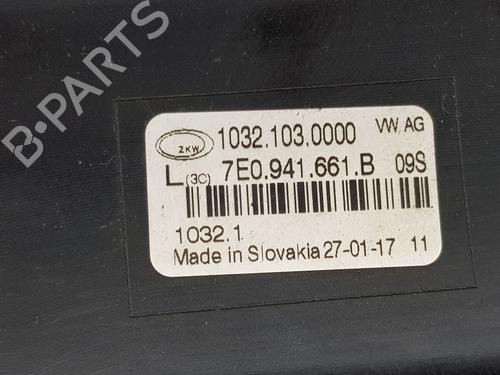 B-PARTS
2KW 1032.103.0000 VW AG
L(3C) 7E0.941.661.B 09S
1032.1
Made in Slovakia 27-01-17 11